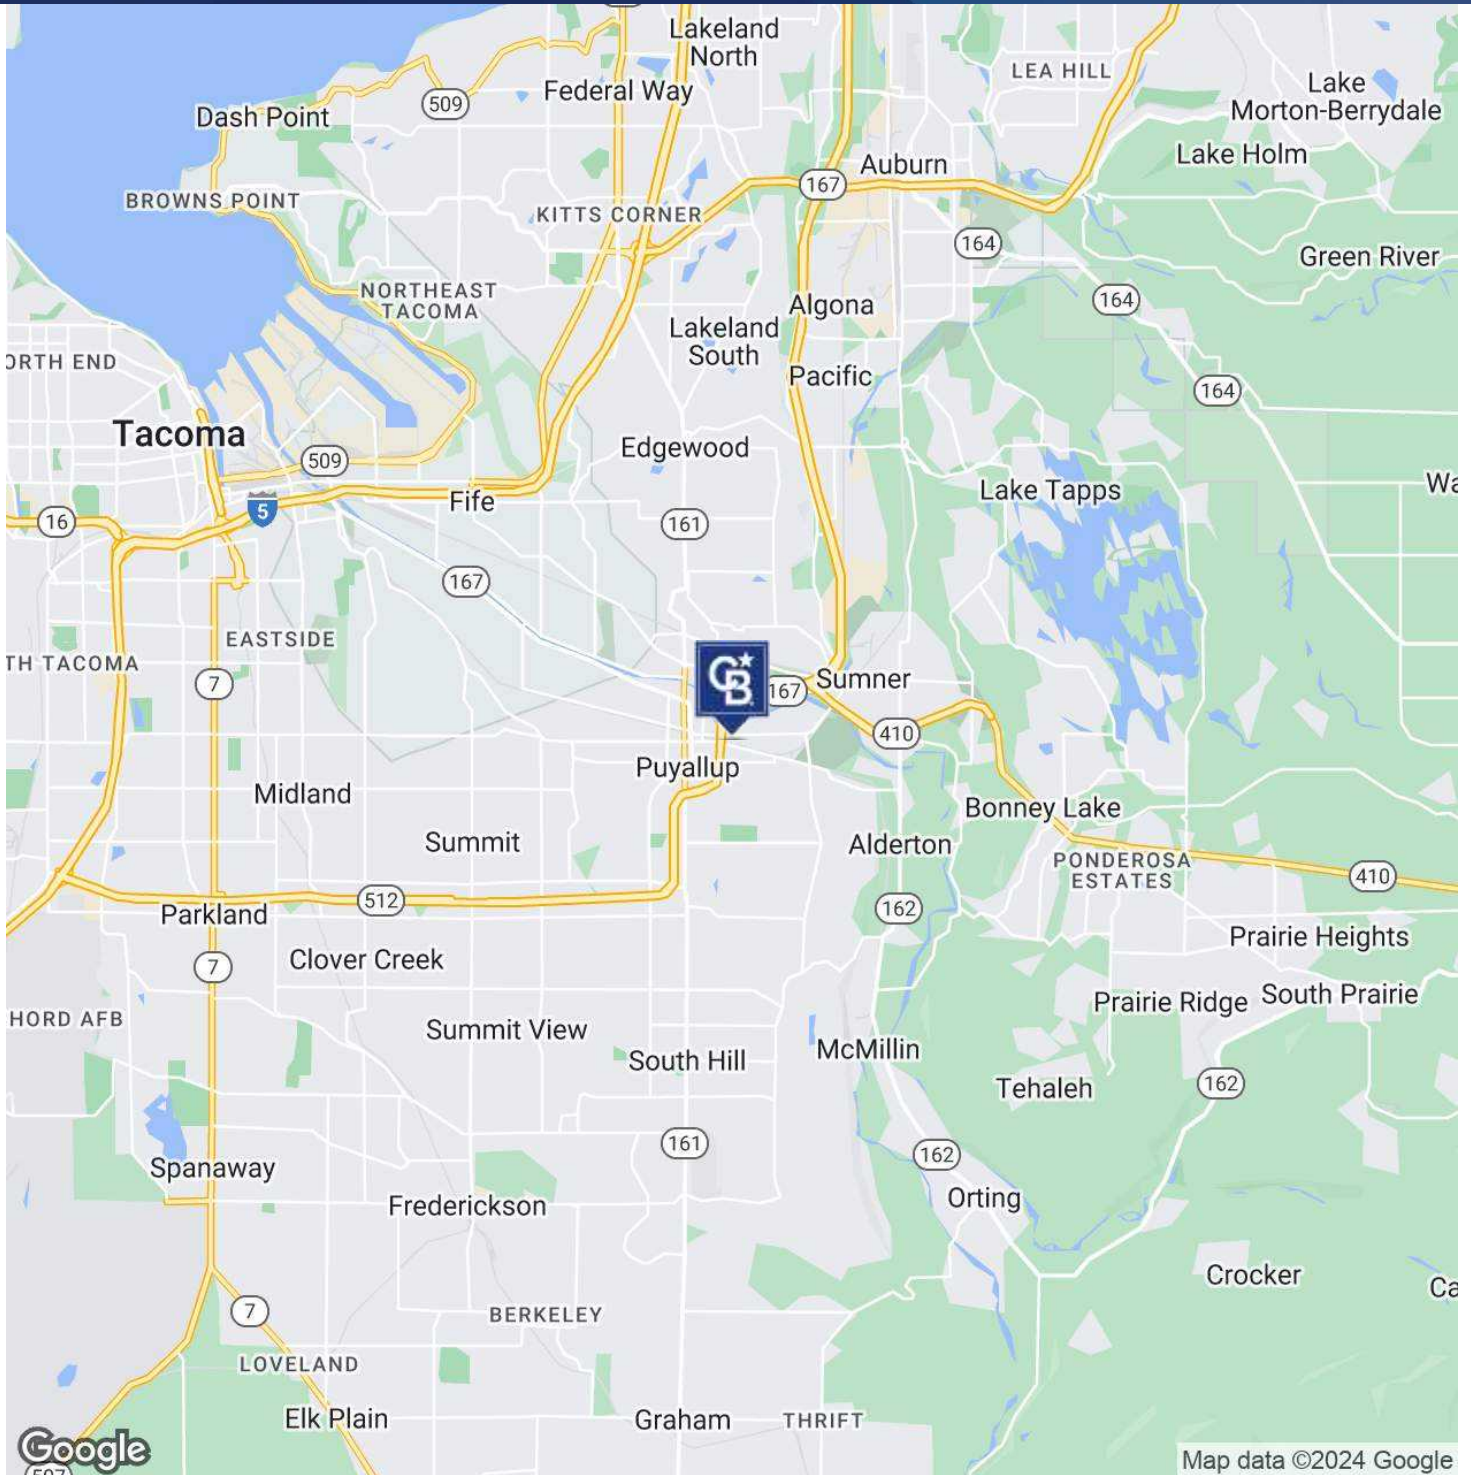 Lakeland
North
LEA HILL
Lake
Morton-Berrydale
Federal Way
509
Dash Point
Lake Holm
Auburn
167
BROWNS POINT
KITTS CORNER
164
Green River
NORTHEAST
TACOMA
164
Algona
Lakeland
South
ORTH END
Pacific
164
Tacoma
Edgewood
509
Lake Tapps
Wa
Fife
5
16
161
167
EASTSIDE
TH TACOMA
CB
Sumner
7
167
410
Puyallup
Midland
Bonney Lake
Summit
Alderton
PONDEROSA
ESTATES
410
512
162
Parkland
Prairie Heights
Clover Creek
7
South Prairie
Prairie Ridge
HORD AFB
Summit View
McMillin
South Hill
Tehaleh
162
161
162
Spanaway
Orting
Frederickson
Crocker
Ca
7
BERKELEY
LOVELAND
Elk Plain
Graham
THRIFT
Google
507
Map data ©2024 Google